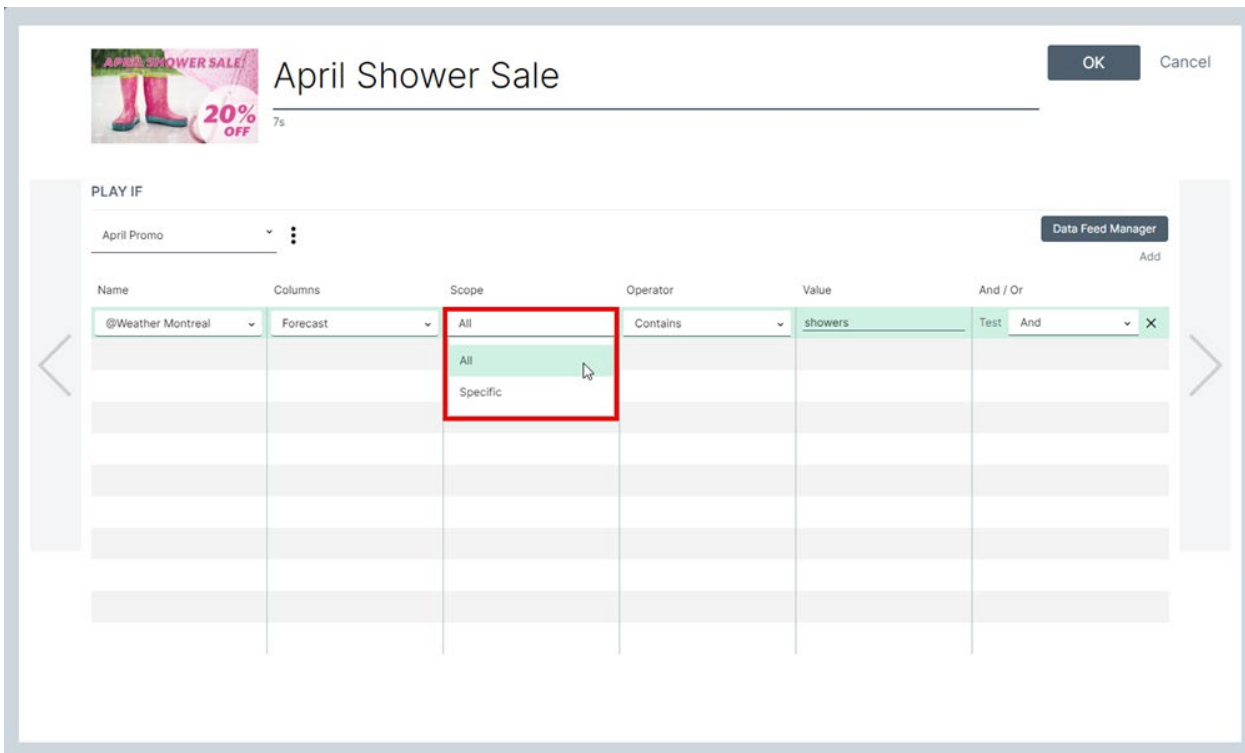 APRIL SHOWER SALE!
20%
OFF
April Shower Sale
7s
OK
Cancel
PLAY IF
April Promo
Data Feed Manager
Add
Name Columns Scope Operator Value And / Or
@Weather Montreal Forecast All Contains showers Test And
All
Specific